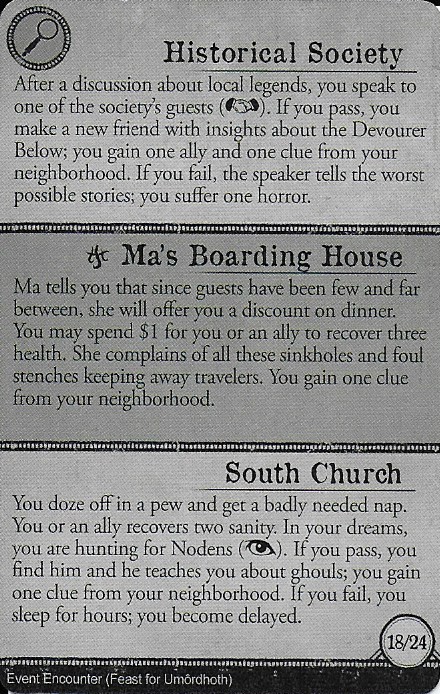 Historical Society
After a discussion about local legends, you speak to
one of the society's guests (). If you pass, you
make a new friend with insights about the Devourer
Below; you gain one ally and one clue from your
neighborhood. If you fail, the speaker tells the worst
possible stories; you suffer one horror.
Ma's Boarding House
Ma tells you that since guests have been few and far
between, she will offer you a discount on dinner.
You may spend $1 for you or an ally to recover three
health. She complains of all these sinkholes and foul
stenches keeping away travelers. You gain one clue
from your neighborhood.
South Church
You doze off in a pew and get a badly needed nap.
You or an ally recovers two sanity. In your dreams,
you are hunting for Nodens (). If you pass, you
find him and he teaches you about ghouls; you gain
one clue from your neighborhood. If you fail, you
sleep for hours; you become delayed.
18/24
Event Encounter (Feast for Umôrdhoth)